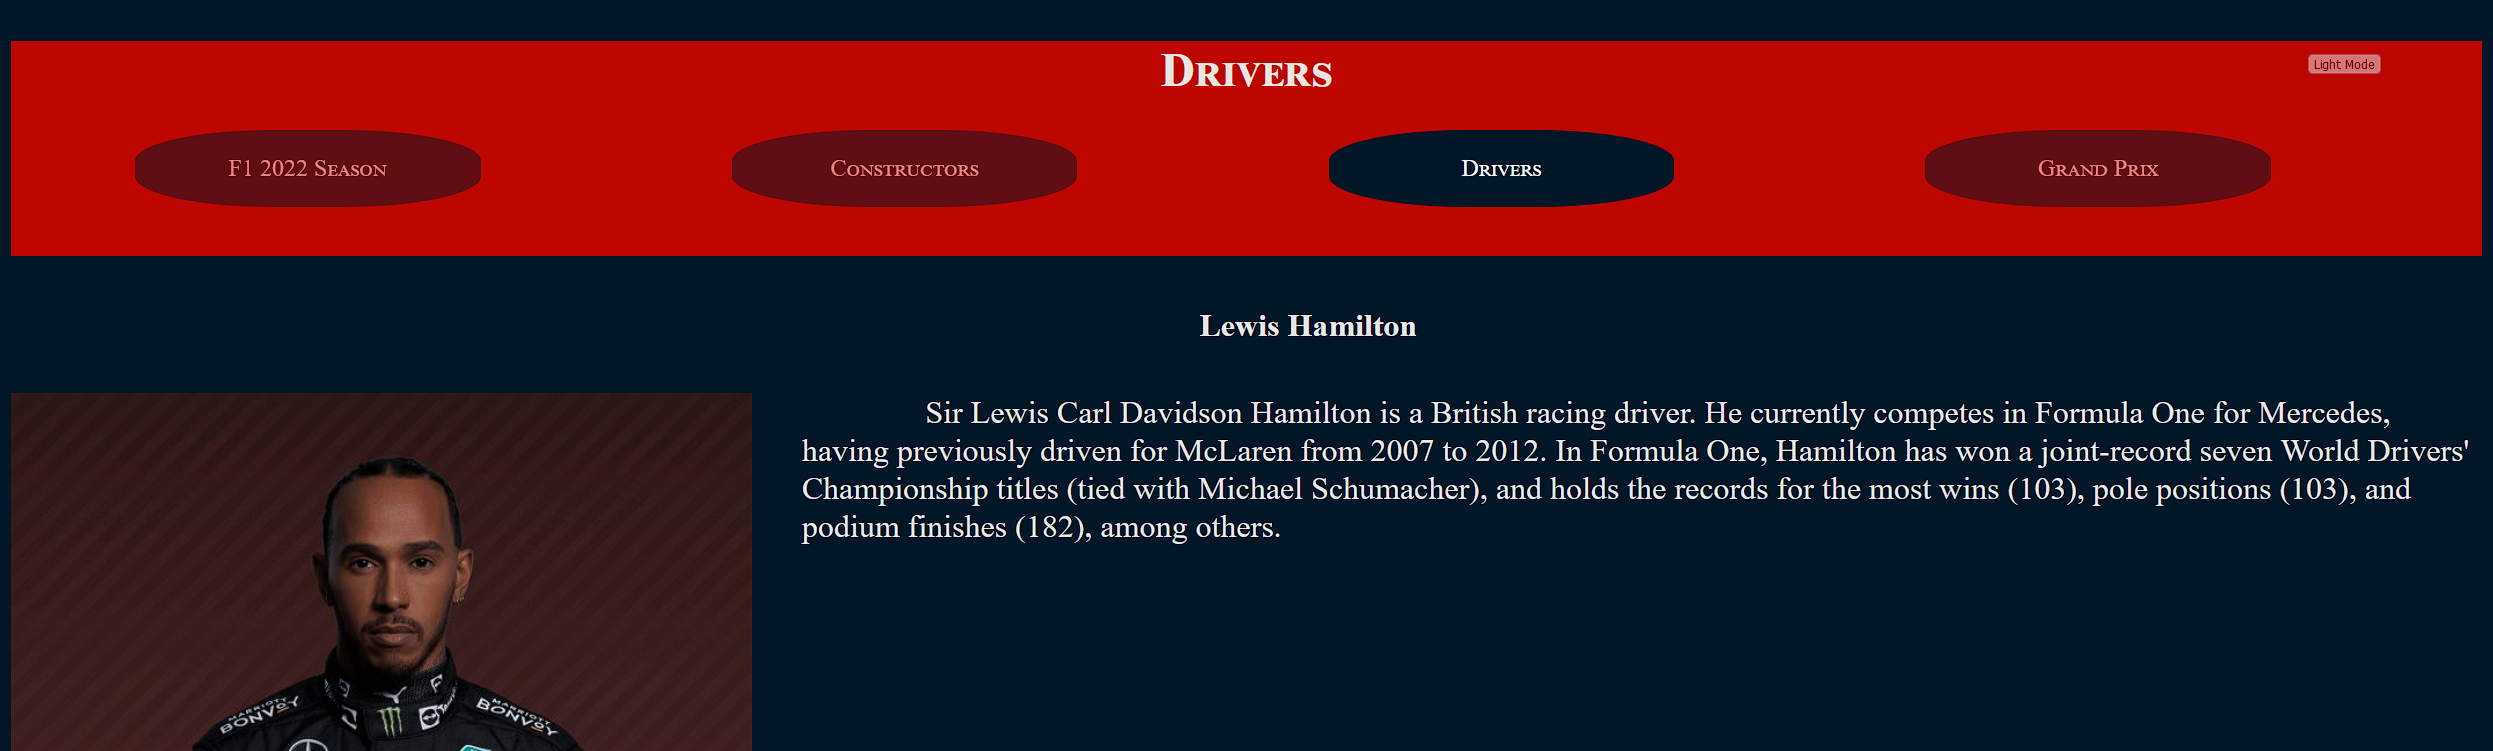 Drivers
Light Mode
F1 2022 Season
Constructors
Drivers
Grand Prix
Lewis Hamilton
Sir Lewis Carl Davidson Hamilton is a British racing driver. He currently competes in Formula One for Mercedes,
having previously driven for McLaren from 2007 to 2012. In Formula One, Hamilton has won a joint-record seven World Drivers'
Championship titles (tied with Michael Schumacher), and holds the records for the most wins (103), pole positions (103), and
podium finishes (182), among others.
MARRIOTT
BONVOY
MARRIOTT
BONVOY